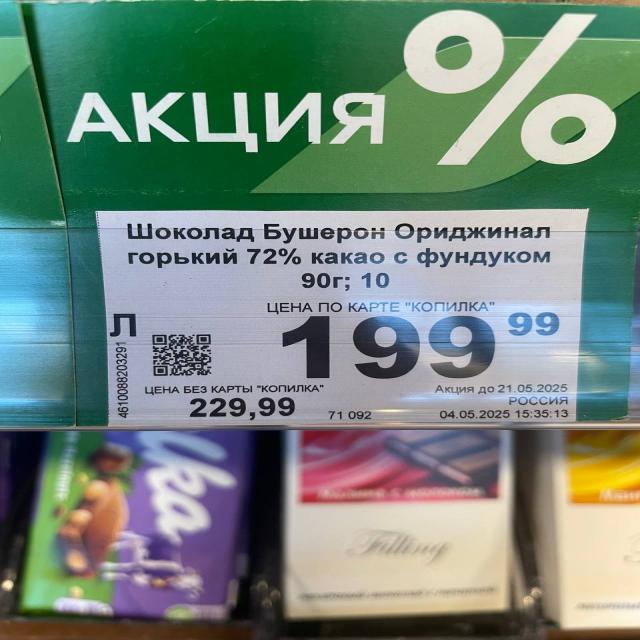 АКЦИЯ %
Шоколад Бушерон Ориджинал
горький 72% какао с фундуком
90г; 10
ЦЕНА ПО КАРТЕ "КОПИЛКА"
Л
199 99
4610088203291
ЦЕНА БЕЗ КАРТЫ "КОПИЛКА"
229,99
71 092
Акция до 21.05.2025
РОССИЯ
04.05.2025 15:35:13
lka
Filling